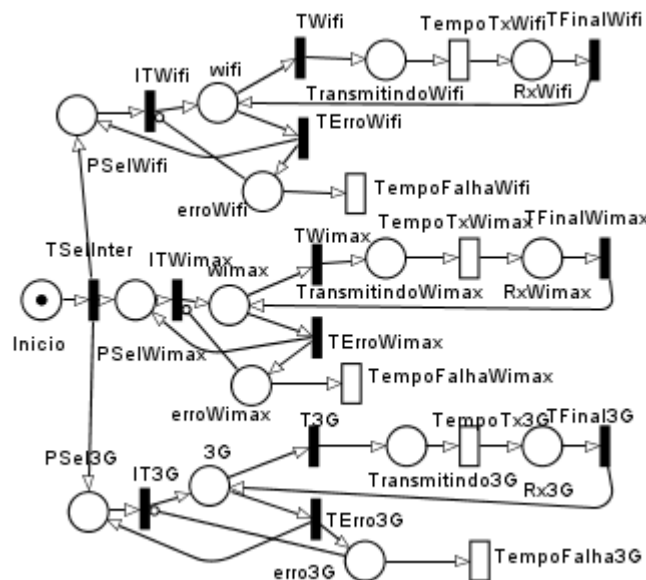 TWifi
TempoTxWifi
TFinalWifi
ITWifi
wifi
TransmitindoWifi
RxWifi
TErroWifi
PSelWifi
erroWifi
TempoFalhaWifi
TSelInter
ITWimax
wimax
TWimax
TempoTxWimax
TFinalWimax
Inicio
PSelWimax
TransmitindoWimax
RxWimax
TErroWimax
erroWimax
TempoFalhaWimax
PSel3G
IT3G
3G
T3G
TempoTx3G
TFinal3G
Transmitindo3G
Rx3G
TErro3G
erro3G
TempoFalha3G